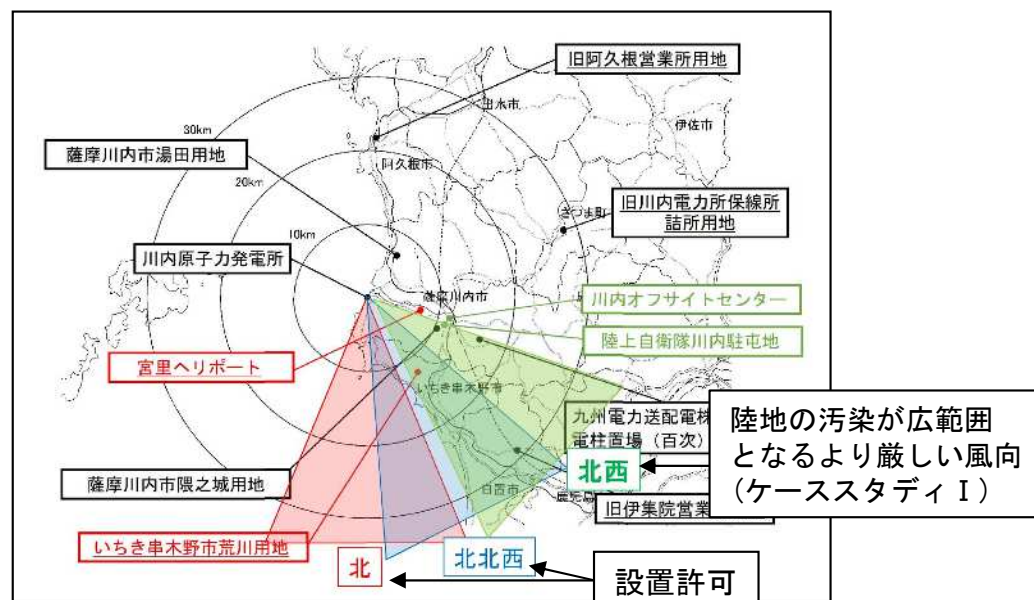 旧阿久根営業所用地
出水市
伊佐市
30km
薩摩川内市湯田用地
阿久根市
20km
旧川内電力所保線所
詰所用地
さつま町
10km
川内原子力発電所
薩摩川内市
川内オフサイトセンター
陸上自衛隊川内駐屯地
宮里ヘリポート
いちき串木野市
九州電力送配電株
電柱置場(百次)
陸地の汚染が広範囲
となるより厳しい風向
(ケーススタディⅠ)
北西
薩摩川内市隈之城用地
日置市
鹿児島
旧伊集院営業
いちき串木野市荒川用地
北
北北西
設置許可